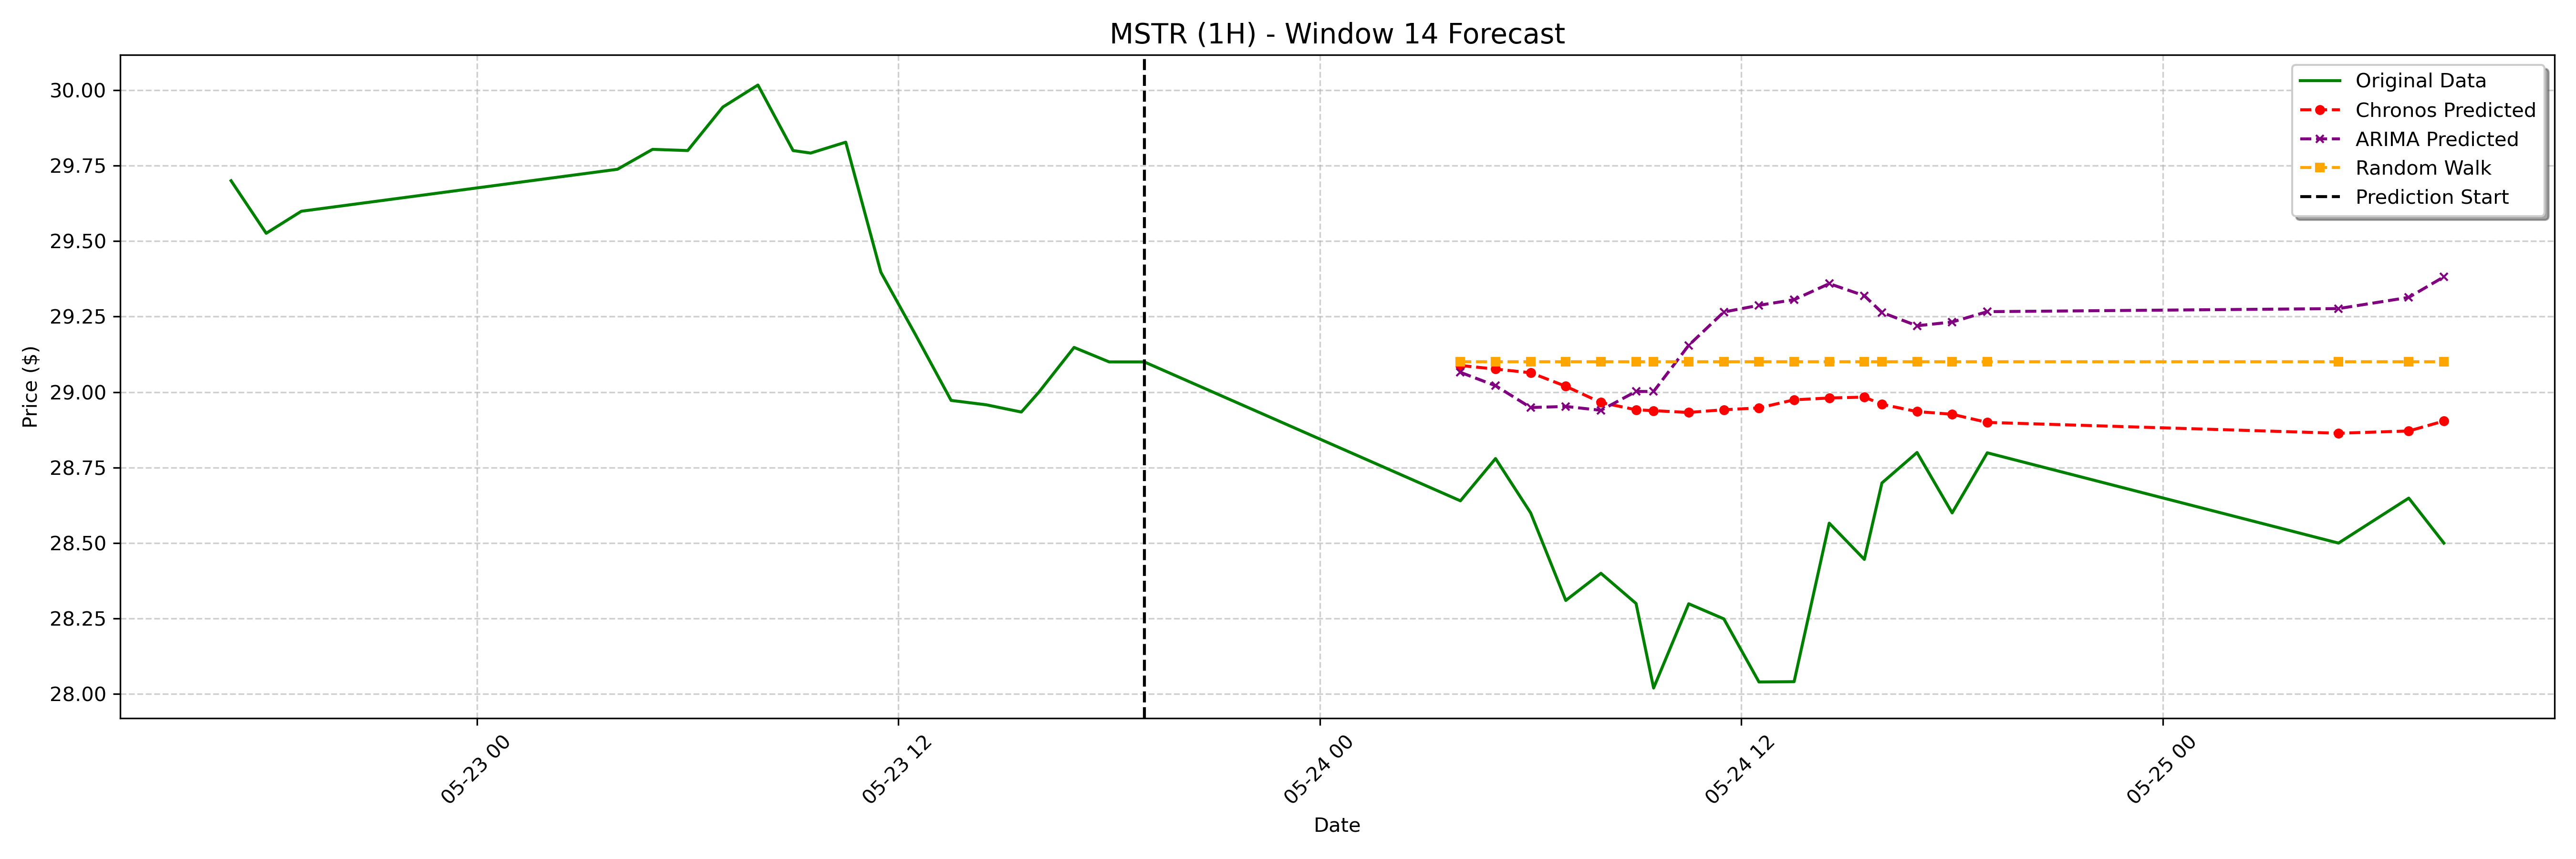 MSTR (1H) - Window 14 Forecast
Price ($)
30.00
29.75
29.50
29.25
29.00
28.75
28.50
28.25
28.00
Original Data
Chronos Predicted
ARIMA Predicted
Random Walk
Prediction Start
05-23 00
05-23 12
05-24 00
05-24 12
05-25 00
Date